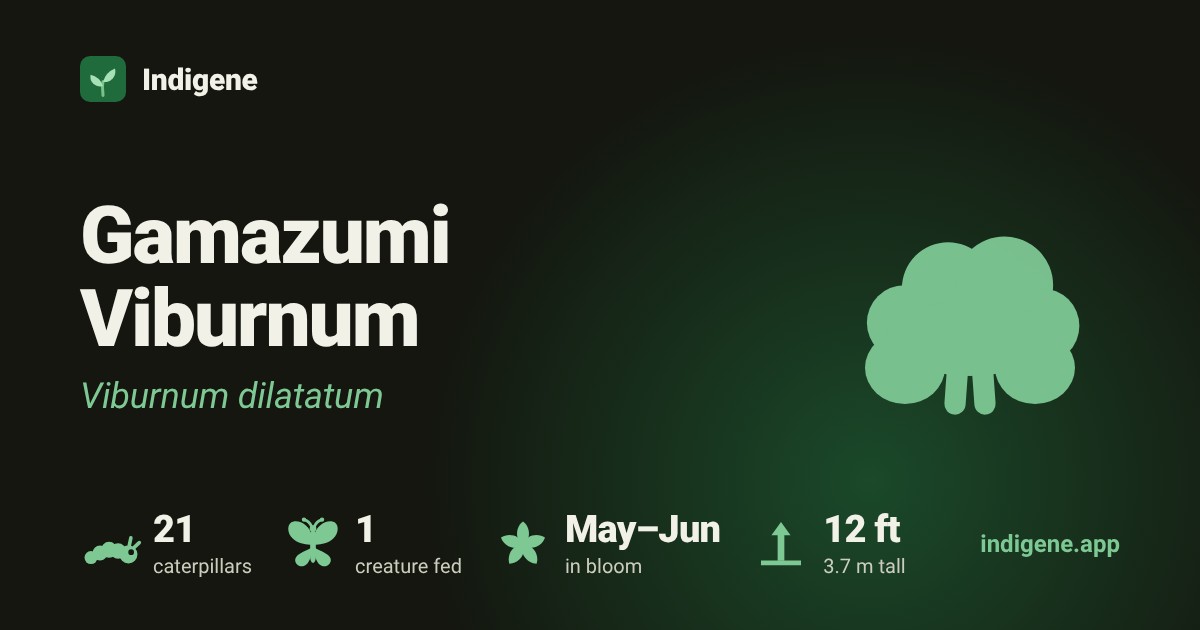 Indigene
Gamazumi
Viburnum
Viburnum dilatatum
21
caterpillars
1
creature fed
May–Jun
in bloom
12 ft
3.7 m tall
indigene.app